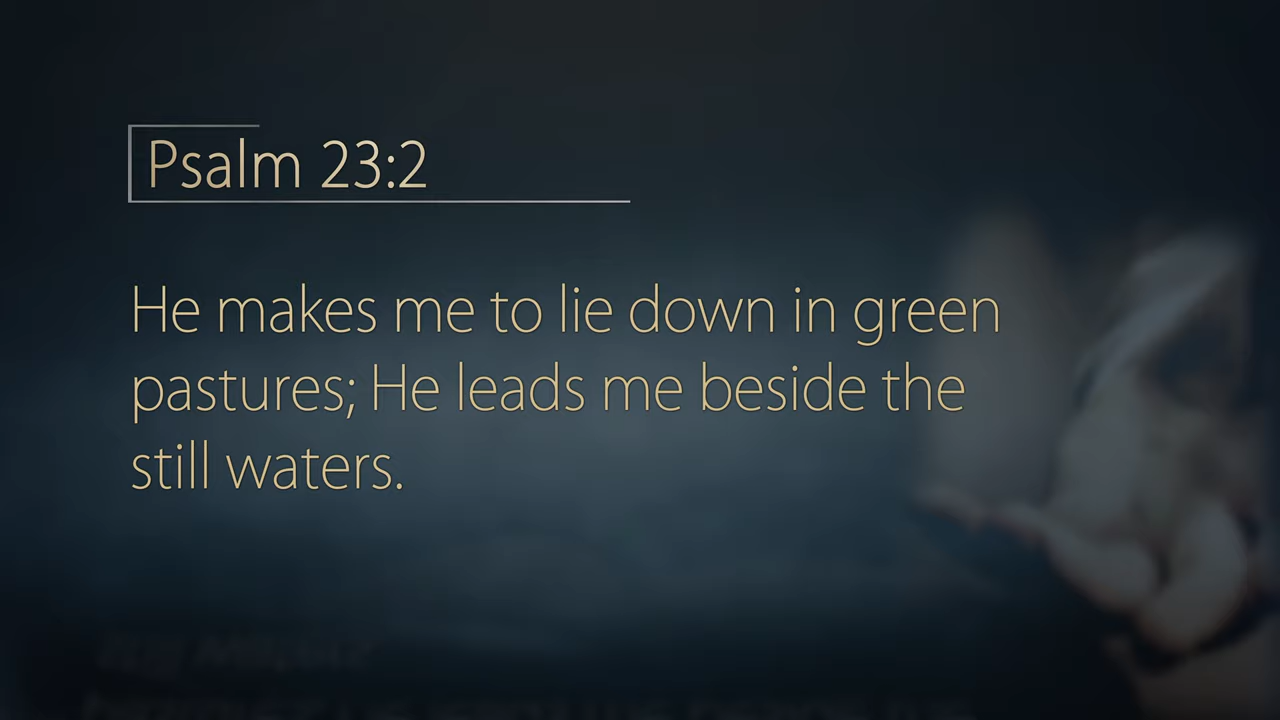 Psalm 23:2
He makes me to lie down in green
pastures; He leads me beside the
still waters.